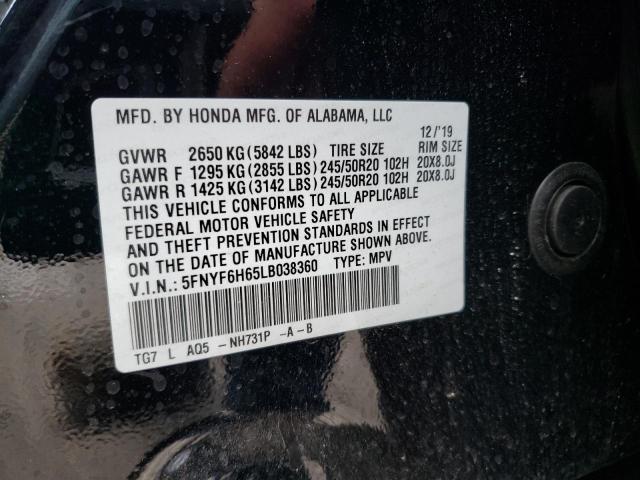 MFD. BY HONDA MFG. OF ALABAMA, LLC
12/'19
GVWR 2650 KG (5842 LBS) TIRE SIZE RIM SIZE
GAWR F 1295 KG (2855 LBS) 245/50R20 102H 20X8.0J
GAWR R 1425 KG (3142 LBS) 245/50R20 102H 20X8.0J
THIS VEHICLE CONFORMS TO ALL APPLICABLE
FEDERAL MOTOR VEHICLE SAFETY
AND THEFT PREVENTION STANDARDS IN EFFECT
ON THE DATE OF MANUFACTURE SHOWN ABOVE.
V.I.N.: 5FNYF6H65LB038360 TYPE: MPV
TG7 L AQ5 -NH731P -A-B